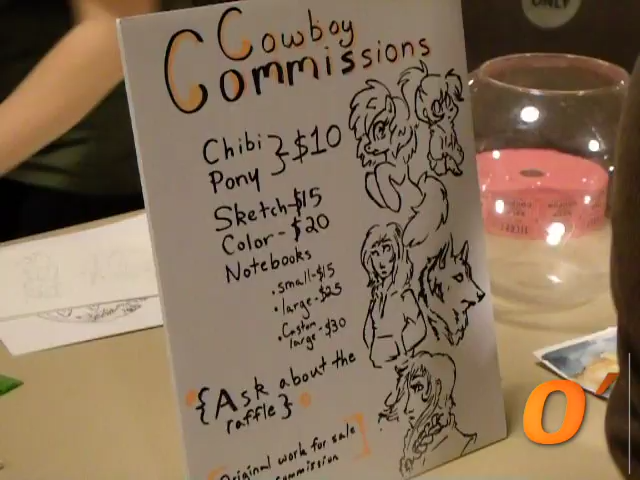 ONLY
Cowboy
Commissions
Chibi
Pony } $10
Sketch-$15
Color-$20
Notebooks
• small-$15
• large-$25
• Custom large-$30
{Ask about the
raffle}
[Original work for sale
commission]
O